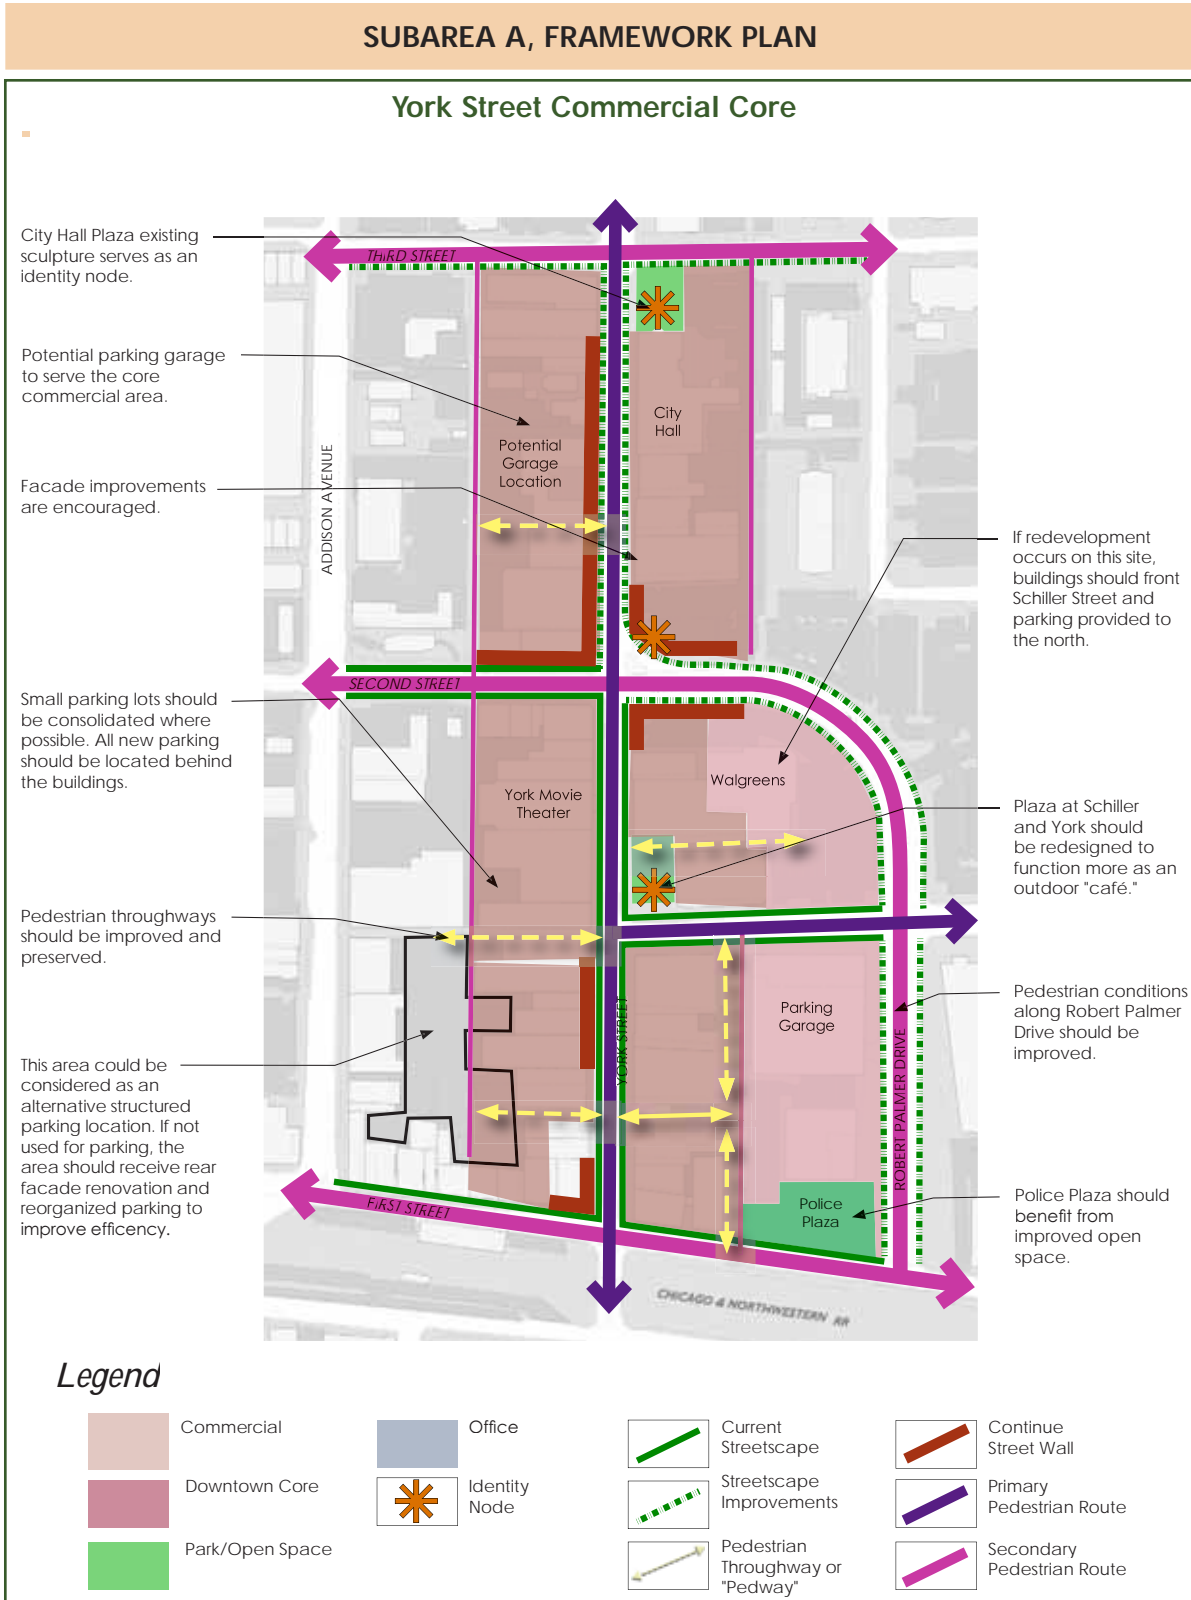 SUBAREA A, FRAMEWORK PLAN
York Street Commercial Core
City Hall Plaza existing
sculpture serves as an
identity node.
Potential parking garage
to serve the core
commercial area.
Facade improvements
are encouraged.
Small parking lots should
be consolidated where
possible. All new parking
should be located behind
the buildings.
Pedestrian throughways
should be improved and
preserved.
This area could be
considered as an
alternative structured
parking location. If not
used for parking, the
area should receive rear
facade renovation and
reorganized parking to
improve efficency.
THIRD STREET
ADDISON AVENUE
Potential
Garage
Location
City
Hall
SECOND STREET
York Movie
Theater
Walgreens
YORK STREET
Parking
Garage
ROBERT PALMER DRIVE
Police
Plaza
FIRST STREET
CHICAGO & NORTHWESTERN RR
If redevelopment
occurs on this site,
buildings should front
Schiller Street and
parking provided to
the north.
Plaza at Schiller
and York should
be redesigned to
function more as an
outdoor "café."
Pedestrian conditions
along Robert Palmer
Drive should be
improved.
Police Plaza should
benefit from
improved open
space.
Legend
Commercial
Downtown Core
Park/Open Space
Office
Identity
Node
Current
Streetscape
Streetscape
Improvements
Pedestrian
Throughway or
"Pedway"
Continue
Street Wall
Primary
Pedestrian Route
Secondary
Pedestrian Route